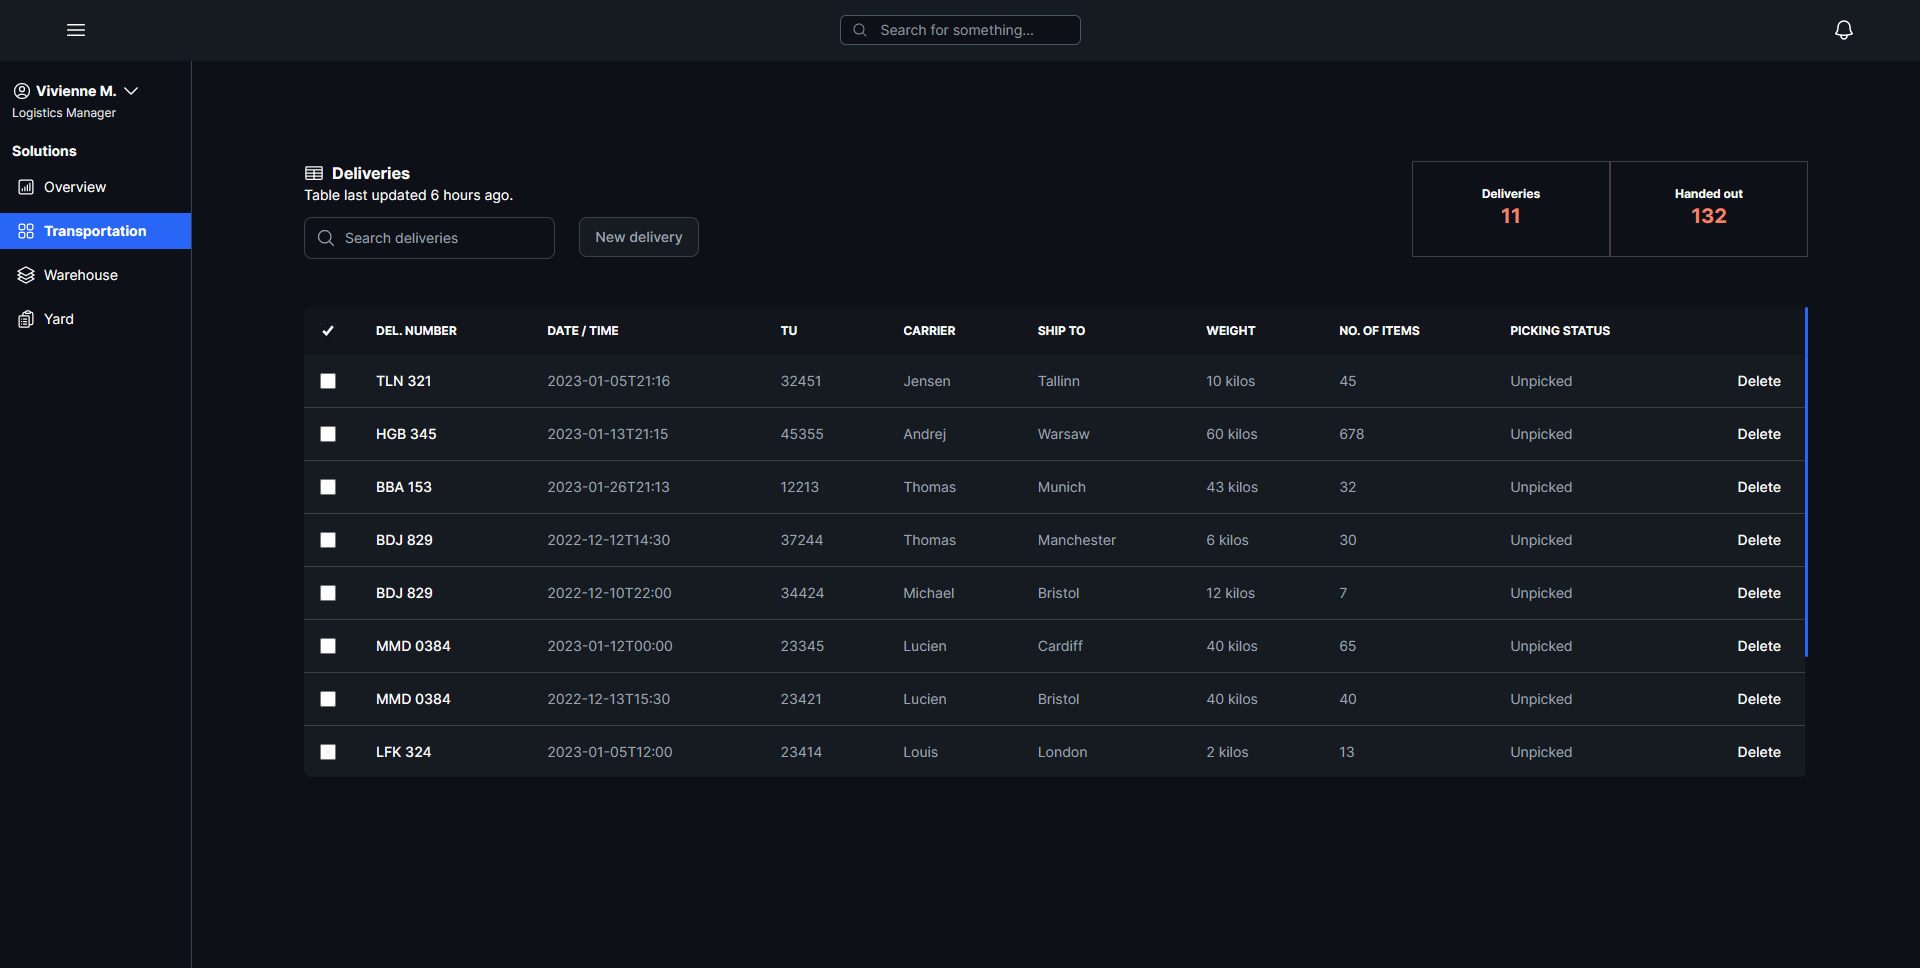 Search for something...
Vivienne M.
Logistics Manager
Solutions
Overview
Transportation
Warehouse
Yard
Deliveries
Table last updated 6 hours ago.
Search deliveries
New delivery
Deliveries
11
Handed out
132
DEL. NUMBER DATE / TIME TU CARRIER SHIP TO WEIGHT NO. OF ITEMS PICKING STATUS
TLN 321 2023-01-05T21:16 32451 Jensen Tallinn 10 kilos 45 Unpicked Delete
HGB 345 2023-01-13T21:15 45355 Andrej Warsaw 60 kilos 678 Unpicked Delete
BBA 153 2023-01-26T21:13 12213 Thomas Munich 43 kilos 32 Unpicked Delete
BDJ 829 2022-12-12T14:30 37244 Thomas Manchester 6 kilos 30 Unpicked Delete
BDJ 829 2022-12-10T22:00 34424 Michael Bristol 12 kilos 7 Unpicked Delete
MMD 0384 2023-01-12T00:00 23345 Lucien Cardiff 40 kilos 65 Unpicked Delete
MMD 0384 2022-12-13T15:30 23421 Lucien Bristol 40 kilos 40 Unpicked Delete
LFK 324 2023-01-05T12:00 23414 Louis London 2 kilos 13 Unpicked Delete